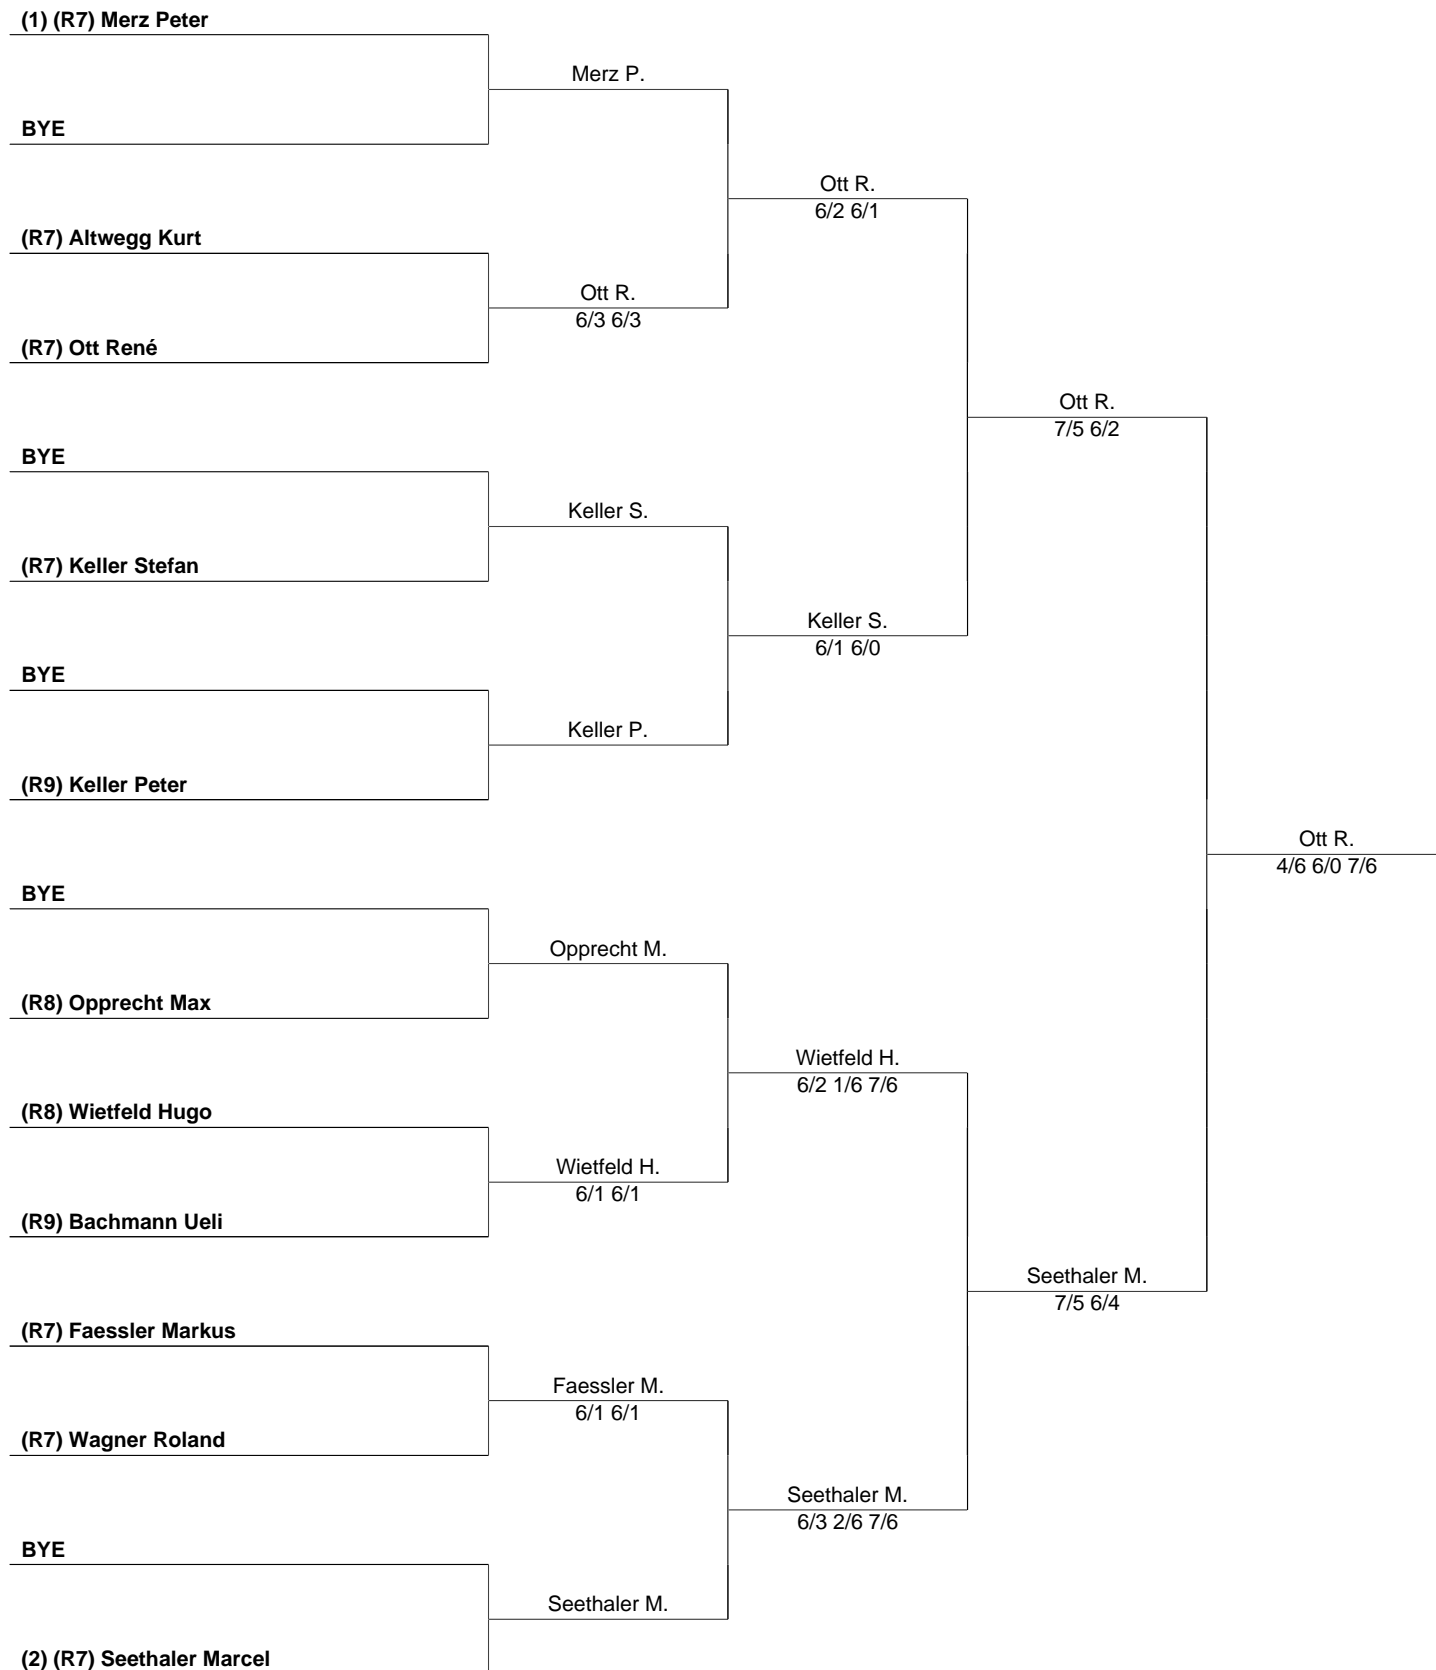 (1) (R7) Merz Peter
Merz P.
BYE
Ott R.
6/2 6/1
(R7) Altwegg Kurt
Ott R.
6/3 6/3
(R7) Ott René
Ott R.
7/5 6/2
BYE
Keller S.
(R7) Keller Stefan
Keller S.
6/1 6/0
BYE
Keller P.
(R9) Keller Peter
Ott R.
4/6 6/0 7/6
BYE
Opprecht M.
(R8) Opprecht Max
Wietfeld H.
6/2 1/6 7/6
(R8) Wietfeld Hugo
Wietfeld H.
6/1 6/1
(R9) Bachmann Ueli
Seethaler M.
7/5 6/4
(R7) Faessler Markus
Faessler M.
6/1 6/1
(R7) Wagner Roland
Seethaler M.
6/3 2/6 7/6
BYE
Seethaler M.
(2) (R7) Seethaler Marcel